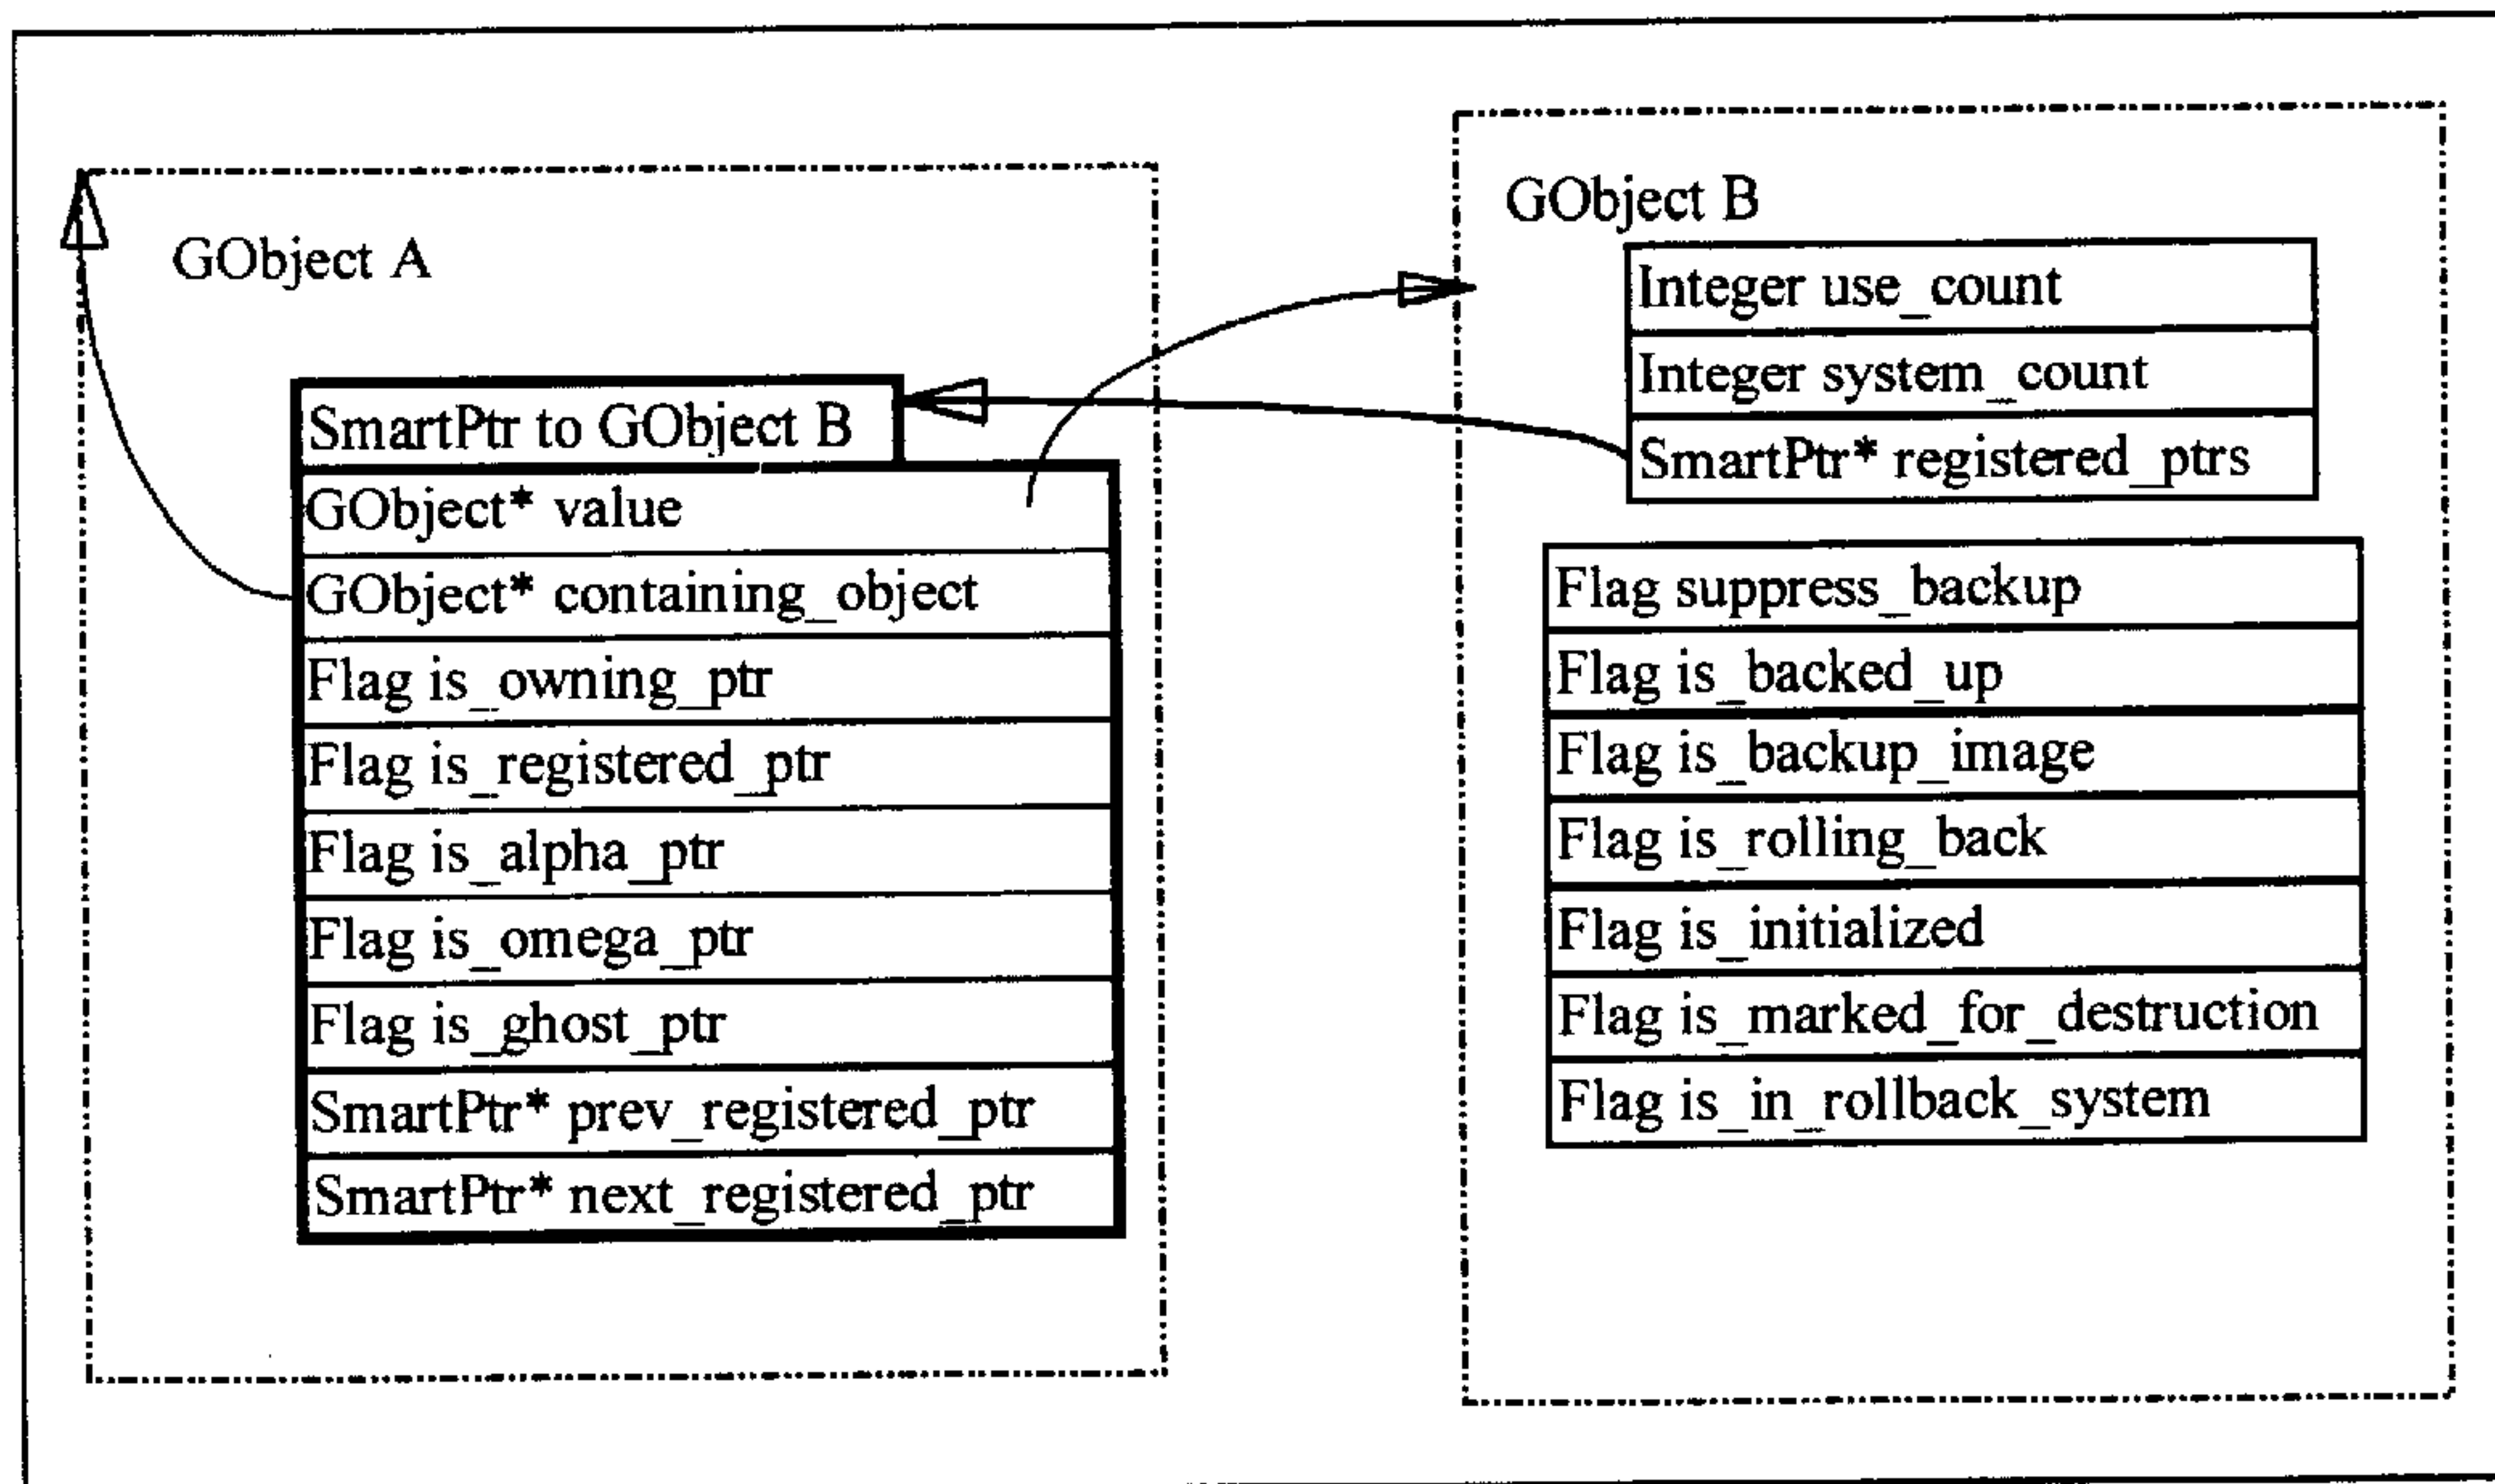 GObject A
SmartPtr to GObject B
GObject* value
GObject* containing_object
Flag is_owning_ptr
Flag is_registered_ptr
Flag is_alpha_ptr
Flag is_omega_ptr
Flag is_ghost_ptr
SmartPtr* prev_registered_ptr
SmartPtr* next_registered_ptr
GObject B
Integer use_count
Integer system_count
SmartPtr* registered_ptrs
Flag suppress_backup
Flag is_backed_up
Flag is_backup_image
Flag is_rolling_back
Flag is_initialized
Flag is_marked_for_destruction
Flag is_in_rollback_system